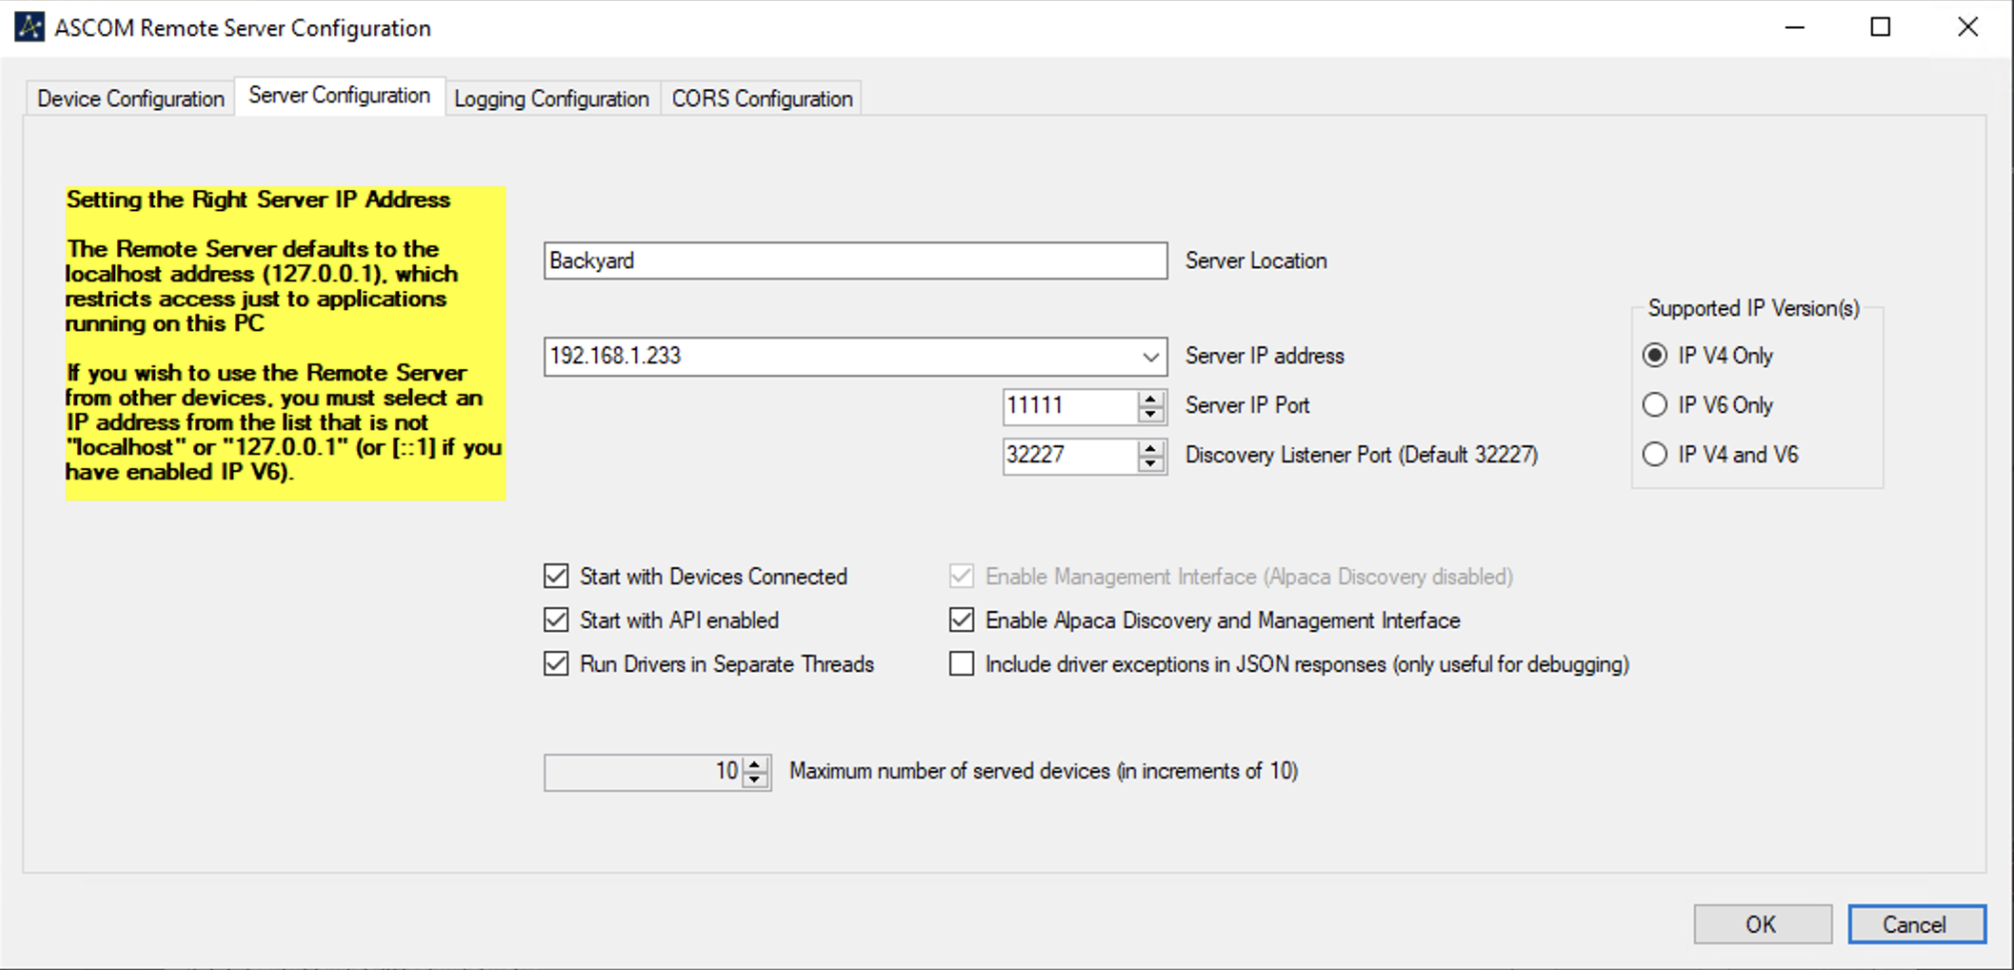 ASCOM Remote Server Configuration
Device Configuration
Server Configuration
Logging Configuration
CORS Configuration
Setting the Right Server IP Address
The Remote Server defaults to the
localhost address (127.0.0.1), which
restricts access just to applications
running on this PC
If you wish to use the Remote Server
from other devices, you must select an
IP address from the list that is not
"localhost" or "127.0.0.1" (or [::1] if you
have enabled IP V6).
Backyard
Server Location
192.168.1.233
Server IP address
11111
Server IP Port
32227
Discovery Listener Port (Default 32227)
Supported IP Version(s)
IP V4 Only
IP V6 Only
IP V4 and V6
Start with Devices Connected
Enable Management Interface (Alpaca Discovery disabled)
Start with API enabled
Enable Alpaca Discovery and Management Interface
Run Drivers in Separate Threads
Include driver exceptions in JSON responses (only useful for debugging)
10
Maximum number of served devices (in increments of 10)
OK
Cancel